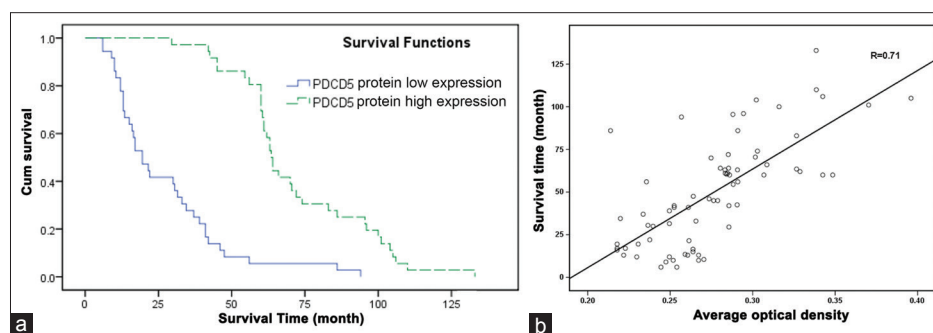 Survival Functions
PDCD5 protein low expression
PDCD5 protein high expression
Cum survival
1.0
0.8
0.6
0.4
0.2
0.0
0 25 50 75 100 125
Survival Time (month)
a
R=0.71
Survival time (month)
125
100
75
50
25
0
0.20 0.25 0.30 0.35 0.40
Average optical density
b